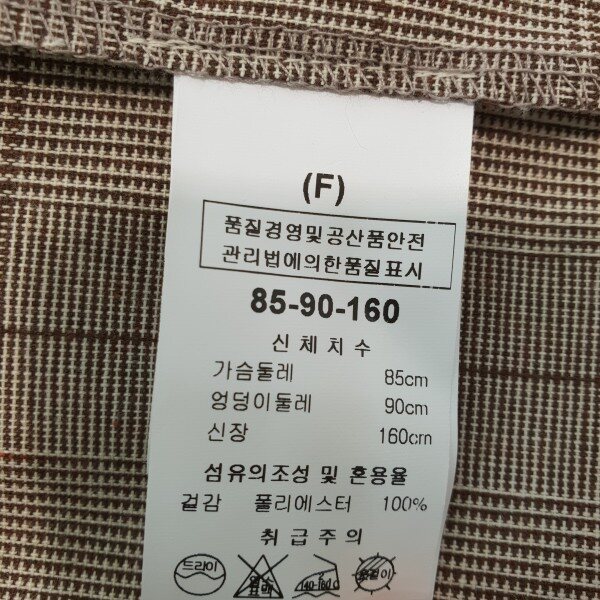 (F)
품질경영및공산품안전
관리법에의한품질표시
85-90-160
신체치수
가슴둘레 85cm
엉덩이둘레 90cm
신장 160cm
섬유의조성 및 혼용율
겉감 폴리에스터 100%
취급주의
드라이 옷걸이